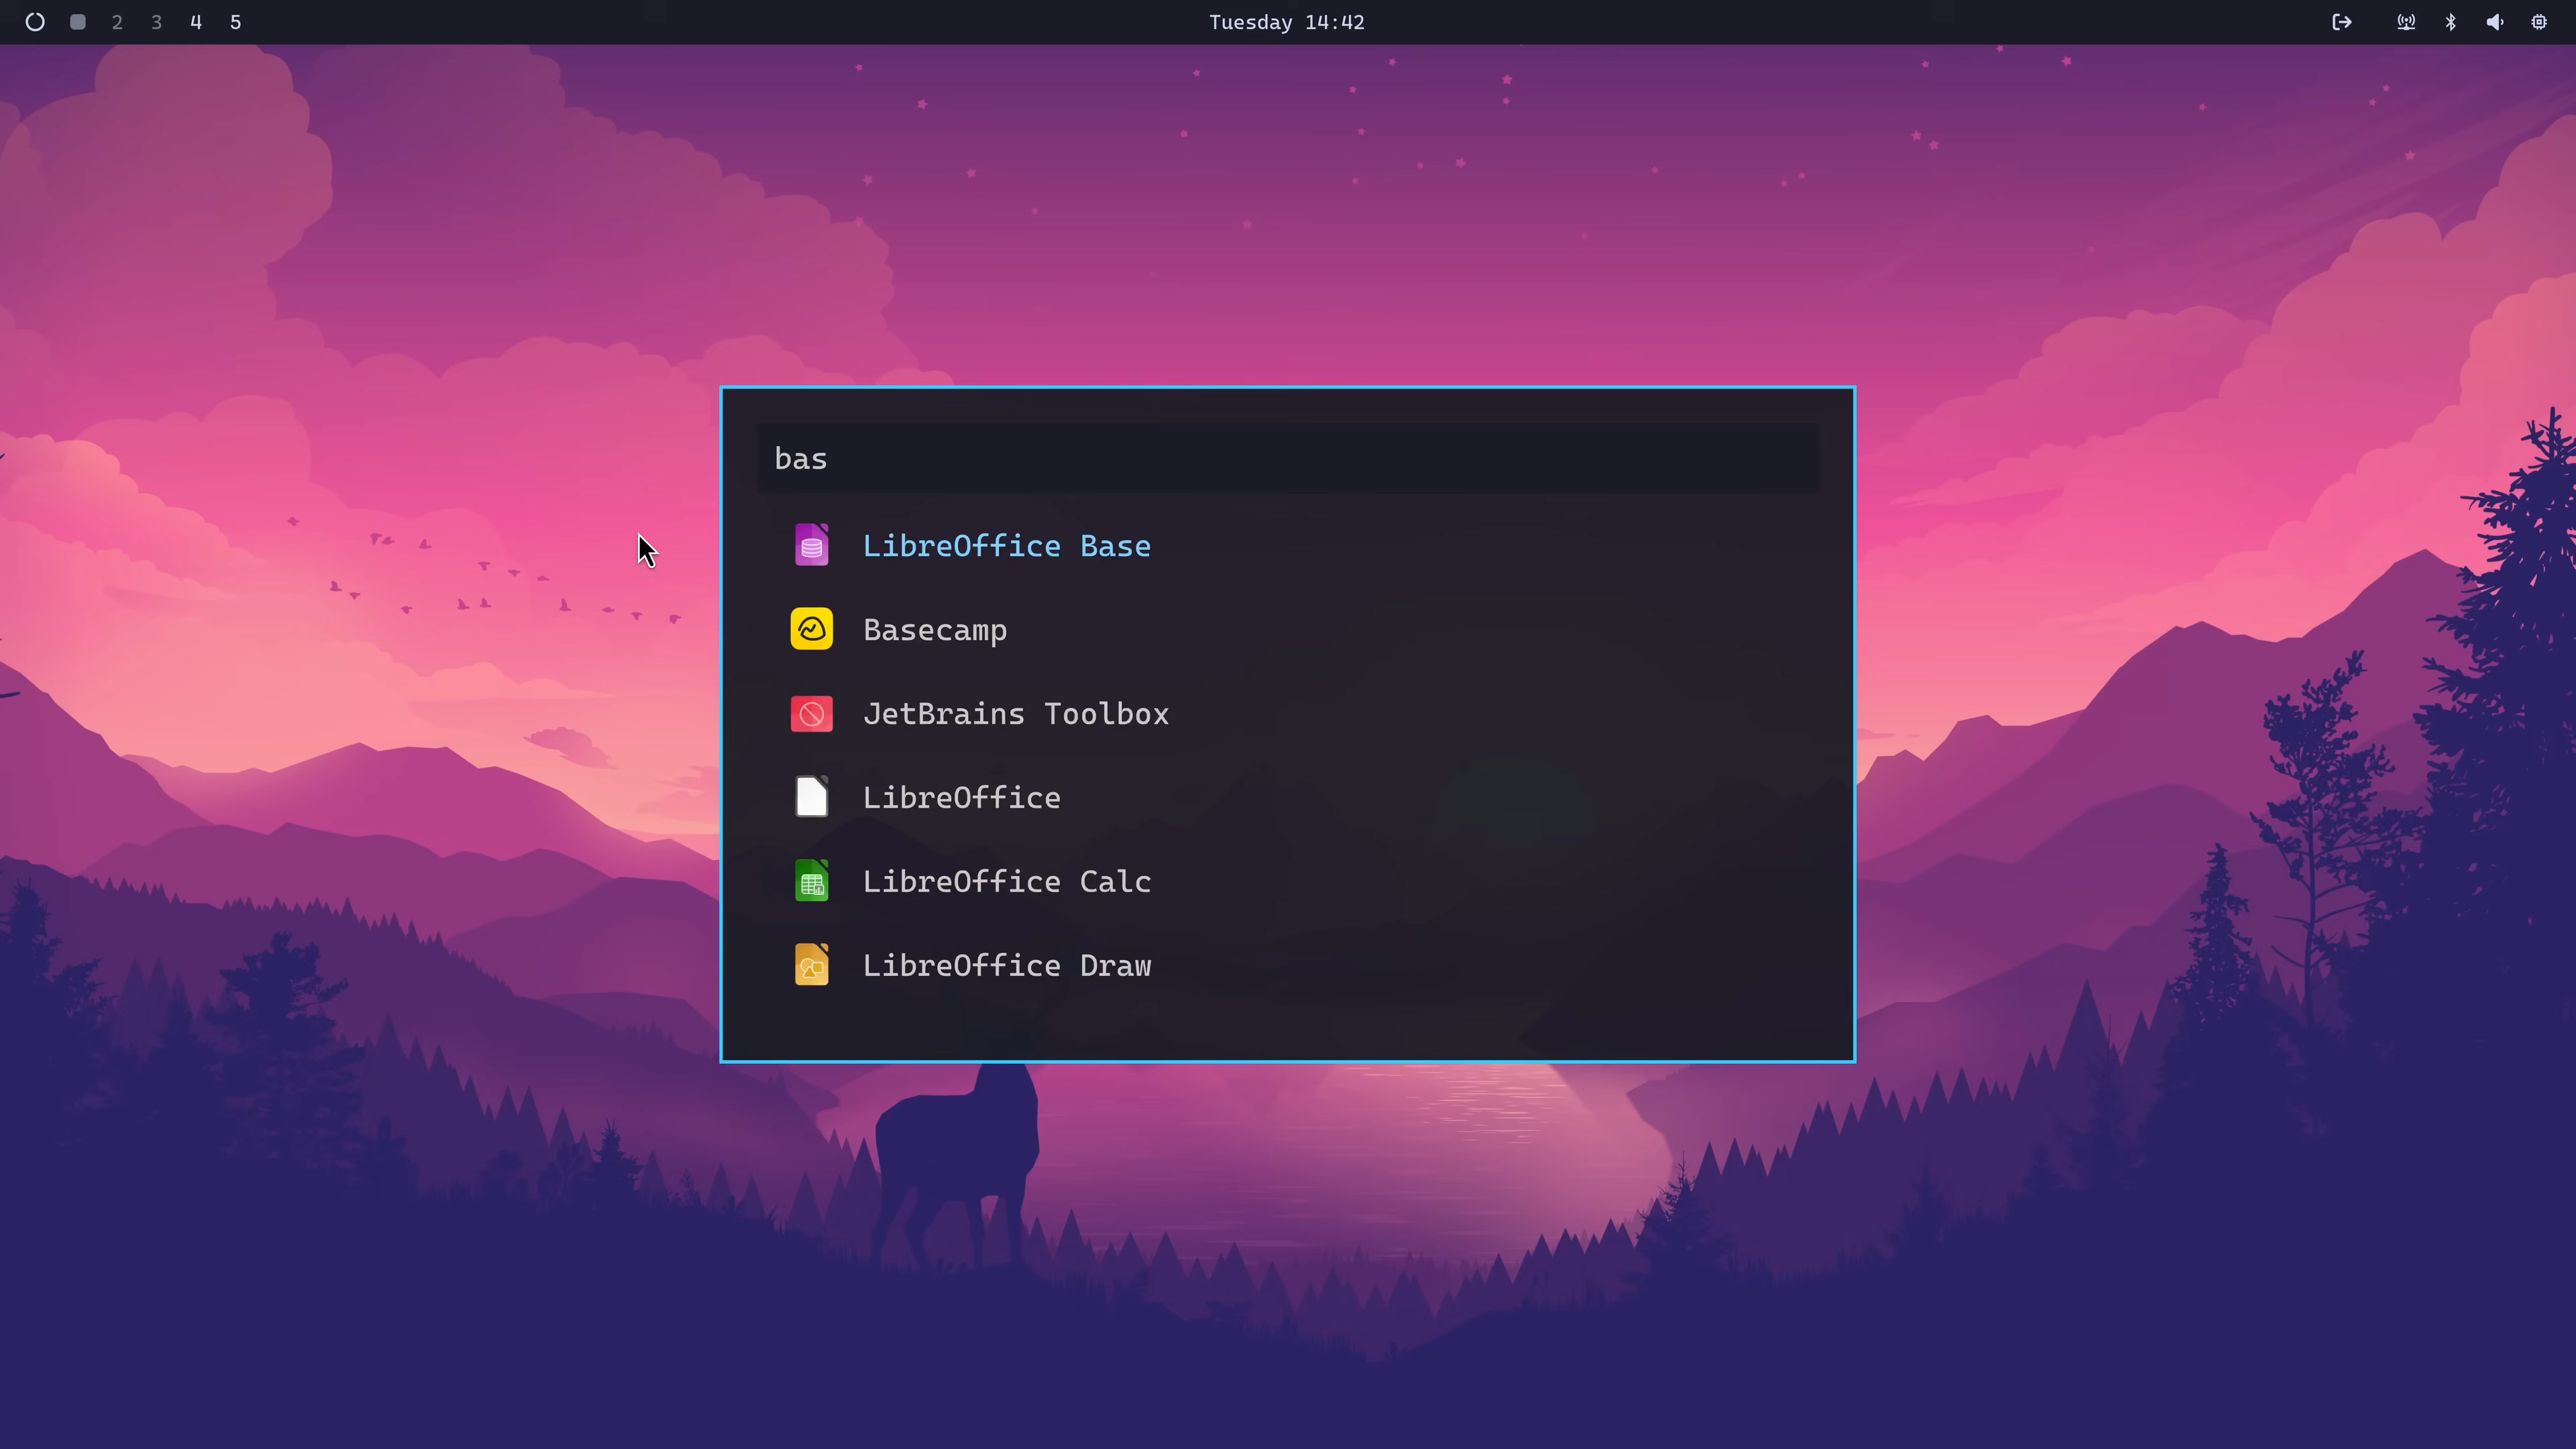 2 3 4 5
Tuesday 14:42
bas
LibreOffice Base
Basecamp
JetBrains Toolbox
LibreOffice
LibreOffice Calc
LibreOffice Draw